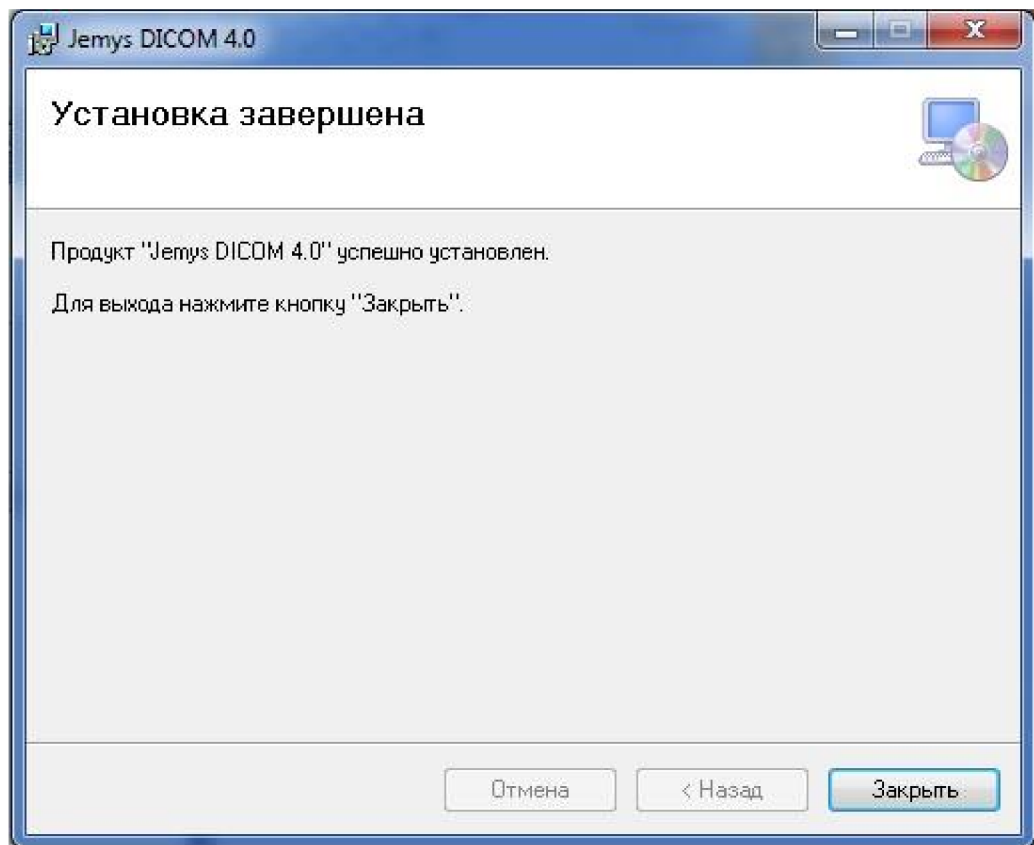 Jemys DICOM 4.0
Установка завершена
Продукт "Jemys DICOM 4.0" успешно установлен.
Для выхода нажмите кнопку "Закрыть".
Отмена
< Назад
Закрыть